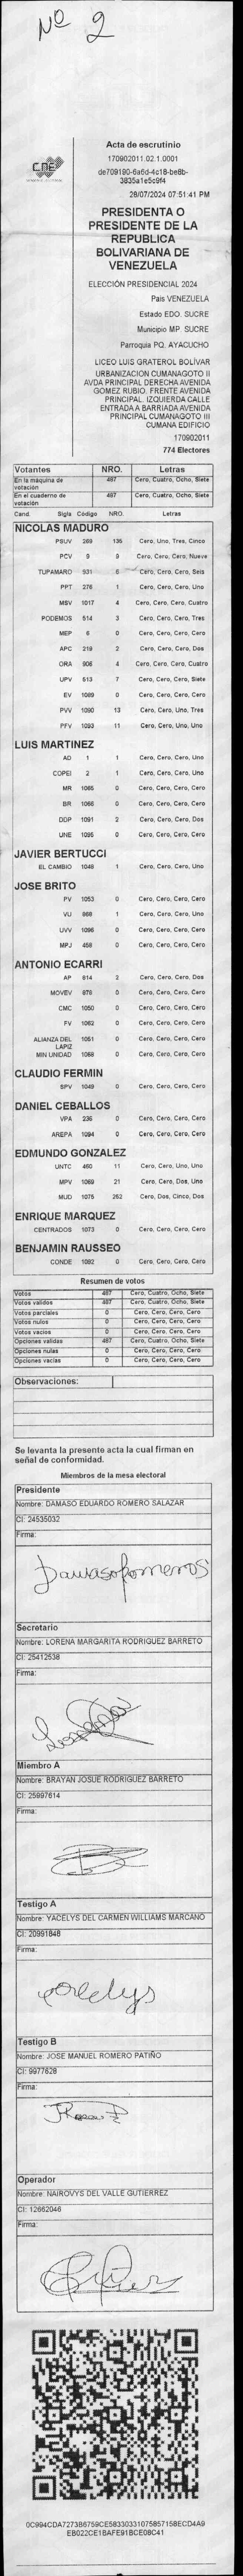 Nº 2
CNE
Acta de escrutinio
170902011.02.1.0001
de709190-6a6d-4c18-be8b-
3835a1e5c9f4
28/07/2024 07:51:41 PM
PRESIDENTA O
PRESIDENTE DE LA
REPUBLICA
BOLIVARIANA DE
VENEZUELA
ELECCIÓN PRESIDENCIAL 2024
Pais VENEZUELA
Estado EDO. SUCRE
Municipio MP. SUCRE
Parroquia PQ. AYACUCHO
LICEO LUIS GRATEROL BOLÍVAR
URBANIZACION CUMANAGOTO II
AVDA PRINCIPAL DERECHA AVENIDA
GOMEZ RUBIO. FRENTE AVENIDA
PRINCIPAL. IZQUIERDA CALLE
ENTRADA A BARRIADA AVENIDA
PRINCIPAL CUMANAGOTO III
CUMANA EDIFICIO
170902011
774 Electores
Votantes NRO. Letras
En la maquina de votación 487 Cero, Cuatro, Ocho, Siete
En el cuaderno de votación 487 Cero, Cuatro, Ocho, Siete
Cand. Sigla Código NRO. Letras
NICOLAS MADURO
PSUV 269 135 Cero, Uno, Tres, Cinco
PCV 9 9 Cero, Cero, Cero, Nueve
TUPAMARO 931 6 Cero, Cero, Cero, Seis
PPT 276 1 Cero, Cero, Cero, Uno
MSV 1017 4 Cero, Cero, Cero, Cuatro
PODEMOS 514 3 Cero, Cero, Cero, Tres
MEP 6 0 Cero, Cero, Cero, Cero
APC 219 2 Cero, Cero, Cero, Dos
ORA 906 4 Cero, Cero, Cero, Cuatro
UPV 513 7 Cero, Cero, Cero, Siete
EV 1089 0 Cero, Cero, Cero, Cero
PVV 1090 13 Cero, Cero, Uno, Tres
PFV 1093 11 Cero, Cero, Uno, Uno
LUIS MARTINEZ
AD 1 1 Cero, Cero, Cero, Uno
COPEI 2 1 Cero, Cero, Cero, Uno
MR 1065 0 Cero, Cero, Cero, Cero
BR 1066 0 Cero, Cero, Cero, Cero
DDP 1091 2 Cero, Cero, Cero, Dos
UNE 1095 0 Cero, Cero, Cero, Cero
JAVIER BERTUCCI
EL CAMBIO 1048 1 Cero, Cero, Cero, Uno
JOSE BRITO
PV 1053 0 Cero, Cero, Cero, Cero
VU 868 1 Cero, Cero, Cero, Uno
UVV 1096 0 Cero, Cero, Cero, Cero
MPJ 458 0 Cero, Cero, Cero, Cero
ANTONIO ECARRI
AP 814 2 Cero, Cero, Cero, Dos
MOVEV 976 0 Cero, Cero, Cero, Cero
CMC 1050 0 Cero, Cero, Cero, Cero
FV 1062 0 Cero, Cero, Cero, Cero
ALIANZA DEL LAPIZ 1051 0 Cero, Cero, Cero, Cero
MIN UNIDAD 1058 0 Cero, Cero, Cero, Cero
CLAUDIO FERMIN
SPV 1049 0 Cero, Cero, Cero, Cero
DANIEL CEBALLOS
VPA 236 0 Cero, Cero, Cero, Cero
AREPA 1094 0 Cero, Cero, Cero, Cero
EDMUNDO GONZALEZ
UNTC 460 11 Cero, Cero, Uno, Uno
MPV 1069 21 Cero, Cero, Dos, Uno
MUD 1075 252 Cero, Dos, Cinco, Dos
ENRIQUE MARQUEZ
CENTRADOS 1073 0 Cero, Cero, Cero, Cero
BENJAMIN RAUSSEO
CONDE 1092 0 Cero, Cero, Cero, Cero
Resumen de votos
Votos 487 Cero, Cuatro, Ocho, Siete
Votos validos 487 Cero, Cuatro, Ocho, Siete
Votos parciales 0 Cero, Cero, Cero, Cero
Votos nulos 0 Cero, Cero, Cero, Cero
Votos vacios 0 Cero, Cero, Cero, Cero
Opciones validas 487 Cero, Cuatro, Ocho, Siete
Opciones nulas 0 Cero, Cero, Cero, Cero
Opciones vacias 0 Cero, Cero, Cero, Cero
Observaciones:
Se levanta la presente acta la cual firman en
señal de conformidad.
Miembros de la mesa electoral
Presidente
Nombre: DAMASO EDUARDO ROMERO SALAZAR
CI: 24535032
Firma:
Secretario
Nombre: LORENA MARGARITA RODRIGUEZ BARRETO
CI: 25412538
Firma:
Miembro A
Nombre: BRAYAN JOSUE RODRIGUEZ BARRETO
CI: 25997614
Firma:
Testigo A
Nombre: YACELYS DEL CARMEN WILLIAMS MARCANO
CI: 20991848
Firma:
Testigo B
Nombre: JOSE MANUEL ROMERO PATIÑO
CI: 9977628
Firma:
Operador
Nombre: NAIROVYS DEL VALLE GUTIERREZ
CI: 12662046
Firma:
0C994CDA7273B6759CE58330331075857158ECD4A9
EB022CE1BAFE91BCE08C41